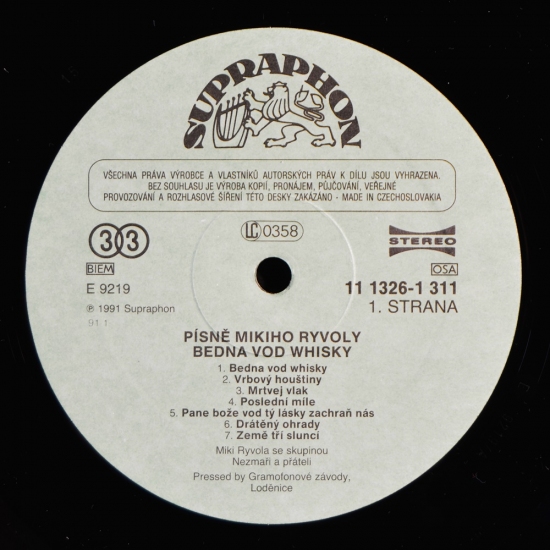 SUPRAPHON
VŠECHNA PRÁVA VÝROBCE A VLASTNÍKŮ AUTORSKÝCH PRÁV K DÍLU JSOU VYHRAZENA.
BEZ SOUHLASU JE VÝROBA KOPIÍ, PRONÁJEM, PŮJČOVÁNÍ, VEŘEJNÉ
PROVOZOVÁNÍ A ROZHLASOVÉ ŠÍŘENÍ TÉTO DESKY ZAKÁZÁNO - MADE IN CZECHOSLOVAKIA
33
LC 0358
STEREO
BIEM
OSA
E 9219
11 1326-1 311
℗ 1991 Supraphon
1. STRANA
91 1
PÍSNĚ MIKIHO RYVOLY
BEDNA VOD WHISKY
1. Bedna vod whisky
2. Vrbový houštiny
3. Mrtvej vlak
4. Poslední míle
5. Pane bože vod tý lásky zachraň nás
6. Drátěný ohrady
7. Země tří sluncí
Miki Ryvola se skupinou
Nezmaři a přáteli
Pressed by Gramofonové závody,
Loděnice